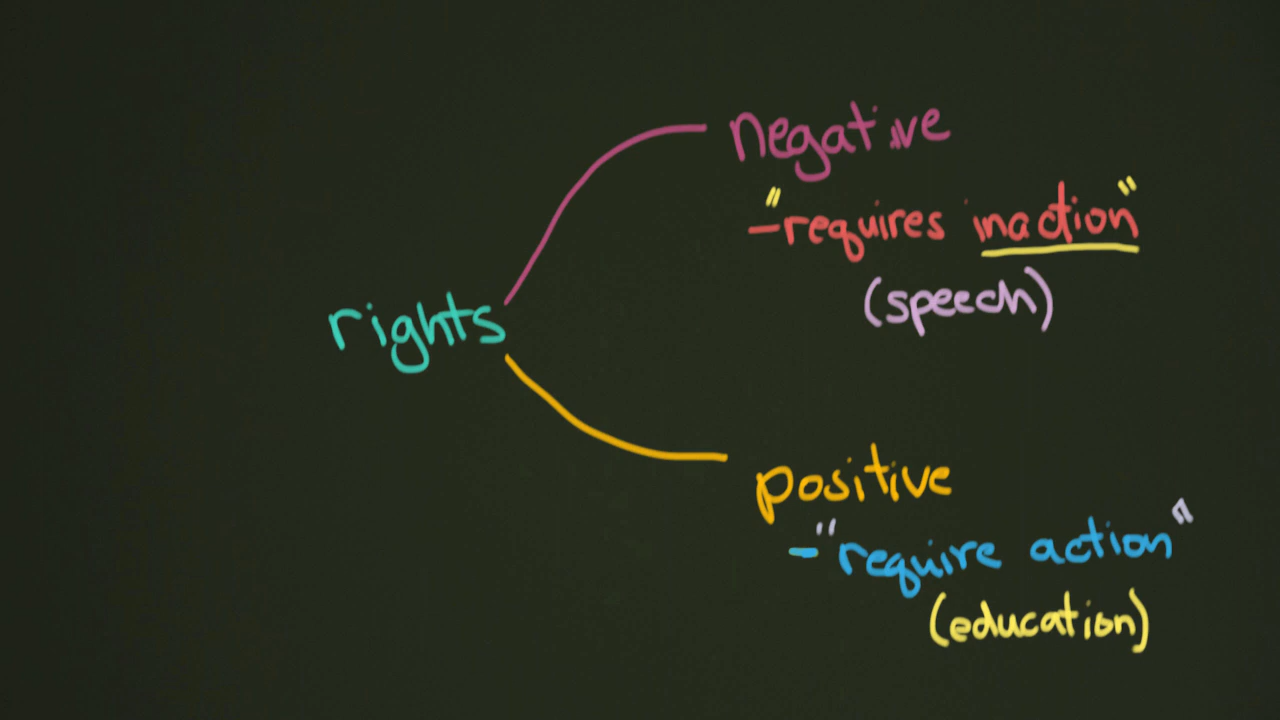 rights
negative
-"requires inaction"
(speech)
positive
-"require action"
(education)